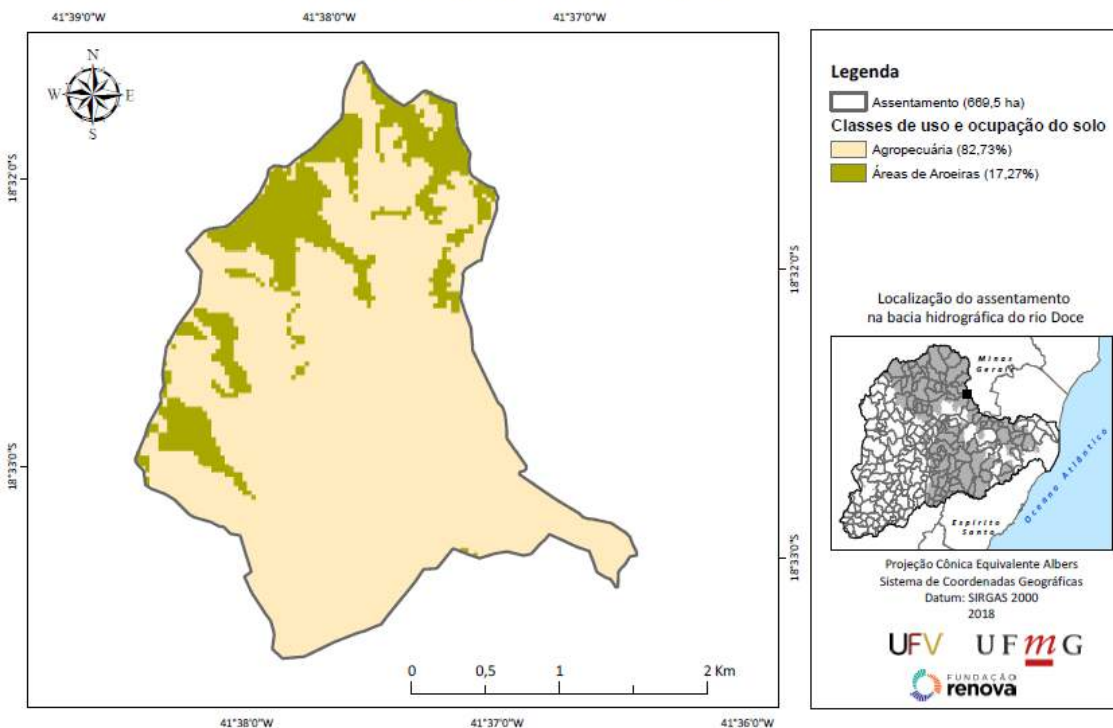 41°39'0"W
41°38'0"W
41°37'0"W
N
W
E
S
18°32'0"S
18°33'0"S
18°32'0"S
18°33'0"S
0
0,5
1
2 Km
41°38'0"W
41°37'0"W
41°36'0"W
Legenda
Assentamento (669,5 ha)
Classes de uso e ocupação do solo
Agropecuária (82,73%)
Áreas de Aroeiras (17,27%)
Localização do assentamento
na bacia hidrográfica do rio Doce
Minas
Gerais
Oceano Atlântico
Espírito
Santo
Projeção Cônica Equivalente Albers
Sistema de Coordenadas Geográficas
Datum: SIRGAS 2000
2018
UFV
UFmG
FUNDAÇÃO
renova